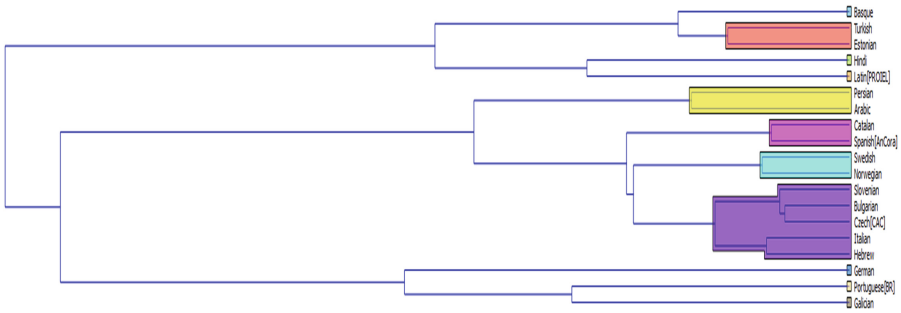 Basque
Turkish
Estonian
Hindi
Latin[PROIEL]
Persian
Arabic
Catalan
Spanish[AnCora]
Swedish
Norwegian
Slovenian
Bulgarian
Czech[CAC]
Italian
Hebrew
German
Portuguese[BR]
Galician